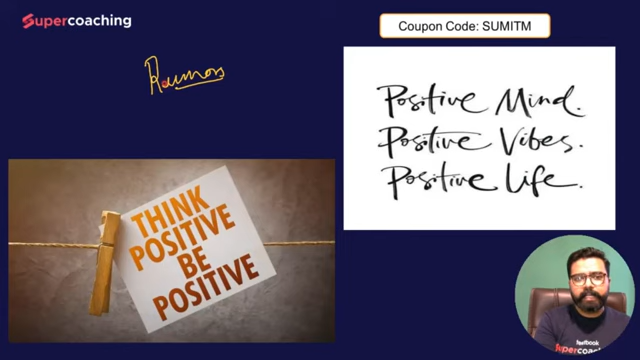 Supercoaching
Coupon Code: SUMITM
Rumors
Positive Mind.
Positive Vibes.
Positive Life.
THINK
POSITIVE
BE
POSITIVE
testbook
Supercoaching